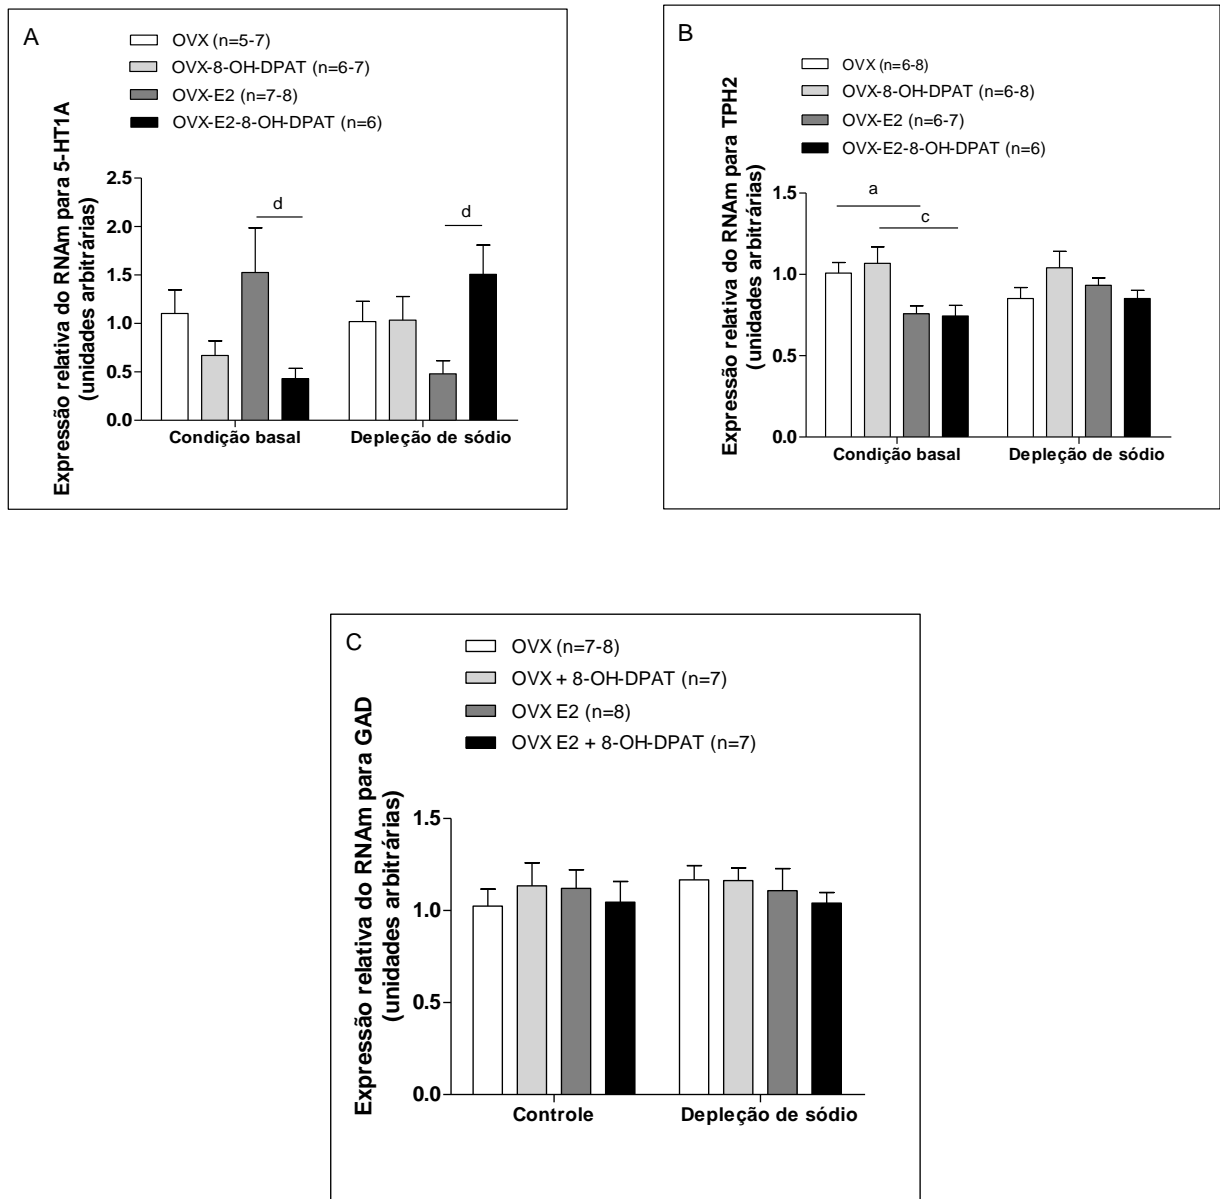 A
OVX (n=5-7)
OVX-8-OH-DPAT (n=6-7)
OVX-E2 (n=7-8)
OVX-E2-8-OH-DPAT (n=6)
Expressão relativa do RNAm para 5-HT1A
(unidades arbitrárias)
2.5
2.0
1.5
1.0
0.5
0.0
d
d
Condição basal
Depleção de sódio
B
OVX (n=6-8)
OVX-8-OH-DPAT (n=6-8)
OVX-E2 (n=6-7)
OVX-E2-8-OH-DPAT (n=6)
Expressão relativa do RNAm para TPH2
(unidades arbitrárias)
1.5
1.0
0.5
0.0
a
c
Condição basal
Depleção de sódio
C
OVX (n=7-8)
OVX + 8-OH-DPAT (n=7)
OVX E2 (n=8)
OVX E2 + 8-OH-DPAT (n=7)
Expressão relativa do RNAm para GAD
(unidades arbitrárias)
1.5
1.0
0.5
0.0
Controle
Depleção de sódio